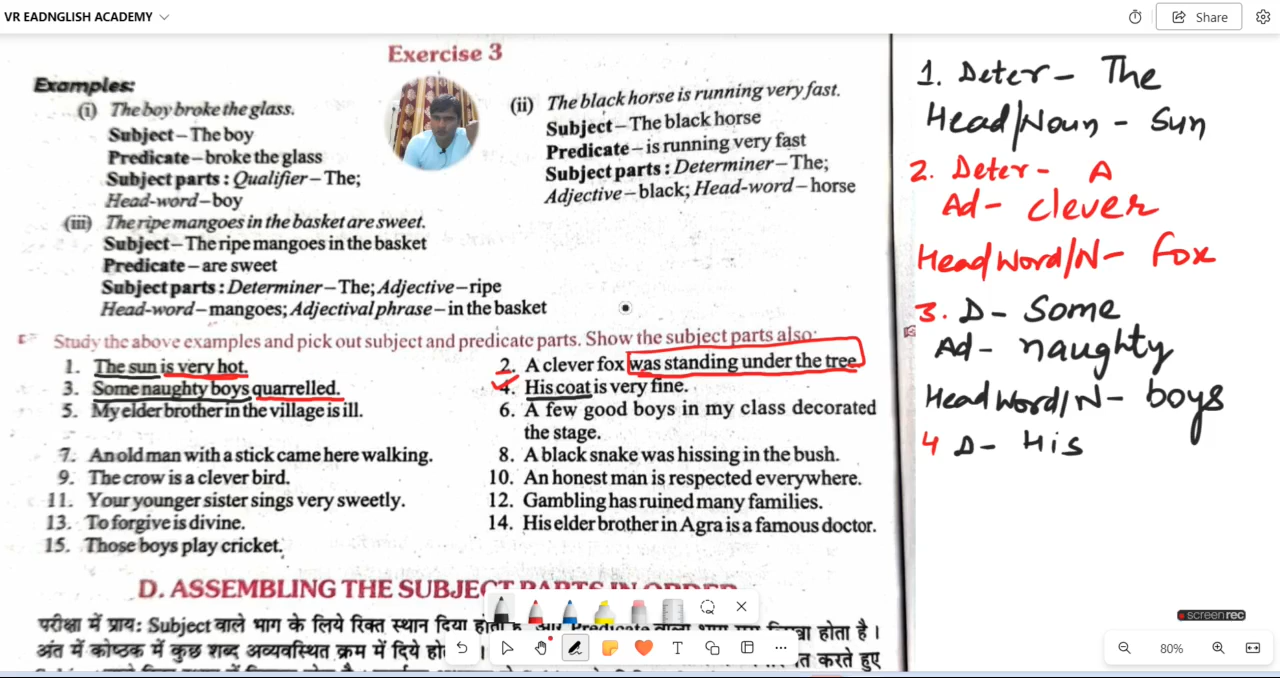 VR EADNGLISH ACADEMY
Share
Exercise 3
Examples:
(i) The boy broke the glass.
Subject – The boy
Predicate – broke the glass
Subject parts : Qualifier – The;
Head-word – boy
(ii) The black horse is running very fast.
Subject – The black horse
Predicate – is running very fast
Subject parts : Determiner – The;
Adjective – black; Head-word – horse
(iii) The ripe mangoes in the basket are sweet.
Subject – The ripe mangoes in the basket
Predicate – are sweet
Subject parts : Determiner – The; Adjective – ripe
Head-word – mangoes; Adjectival phrase – in the basket
Study the above examples and pick out subject and predicate parts. Show the subject parts also:
1. The sun is very hot.
2. A clever fox was standing under the tree.
3. Some naughty boys quarrelled.
4. His coat is very fine.
5. My elder brother in the village is ill.
6. A few good boys in my class decorated
the stage.
7. An old man with a stick came here walking.
8. A black snake was hissing in the bush.
9. The crow is a clever bird.
10. An honest man is respected everywhere.
11. Your younger sister sings very sweetly.
12. Gambling has ruined many families.
13. To forgive is divine.
14. His elder brother in Agra is a famous doctor.
15. Those boys play cricket.
D. ASSEMBLING THE SUBJECT PARTS IN ORDER
परीक्षा में प्राय: Subject वाले भाग के लिये रिक्त स्थान दिया होता है और Predicate वाला भाग होता है ।
अंत में कोष्ठक में कुछ शब्द अव्यवस्थित क्रम में दिये करते हुए
1. Deter – The
Head/Noun – Sun
2. Deter – A
Ad – clever
Head Word/N – Fox
3. D – Some
Ad – naughty
Head Word/N – boys
4 D – His
screenrec
80%